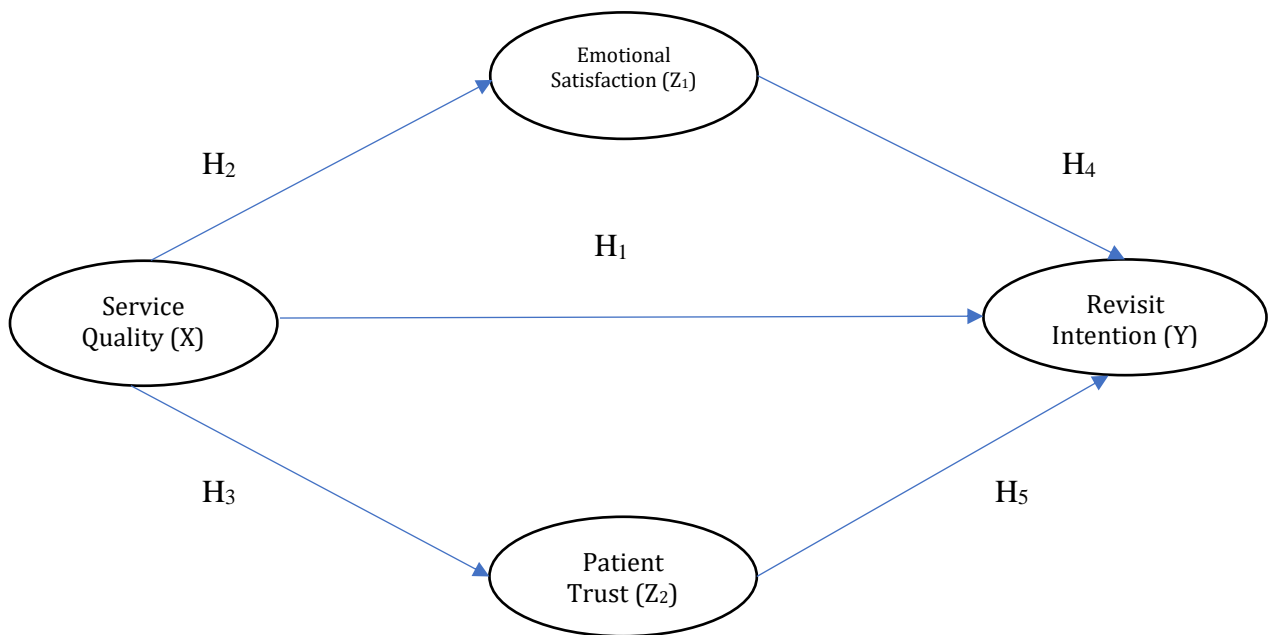 Emotional
Satisfaction (Z₁)
H₂
H₄
H₁
Service
Quality (X)
Revisit
Intention (Y)
H₃
H₅
Patient
Trust (Z₂)